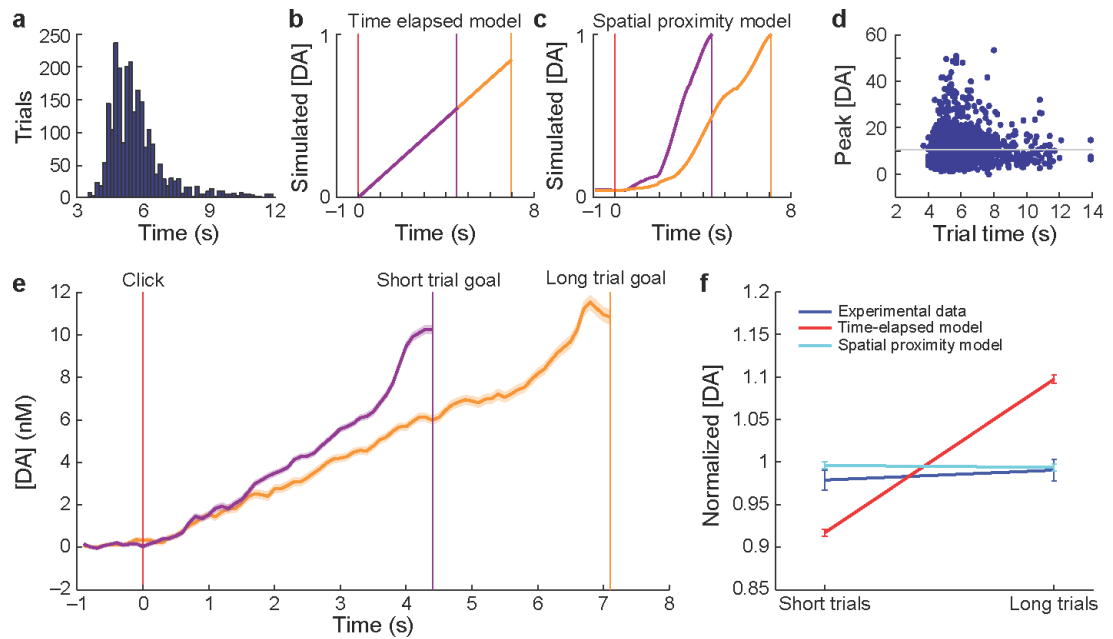 a
Trials
250
200
150
100
50
0
3
6
9
12
Time (s)
b
Time elapsed model
Simulated [DA]
1
0
–1
0
8
Time (s)
c
Spatial proximity model
Simulated [DA]
1
0
–1
0
8
Time (s)
d
Peak [DA]
60
40
20
0
2
4
6
8
10
12
14
Trial time (s)
e
Click
Short trial goal
Long trial goal
[DA] (nM)
12
10
8
6
4
2
0
–2
–1
0
1
2
3
4
5
6
7
8
Time (s)
f
Normalized [DA]
1.2
1.15
1.1
1.05
1
0.95
0.9
0.85
Experimental data
Time-elapsed model
Spatial proximity model
Short trials
Long trials